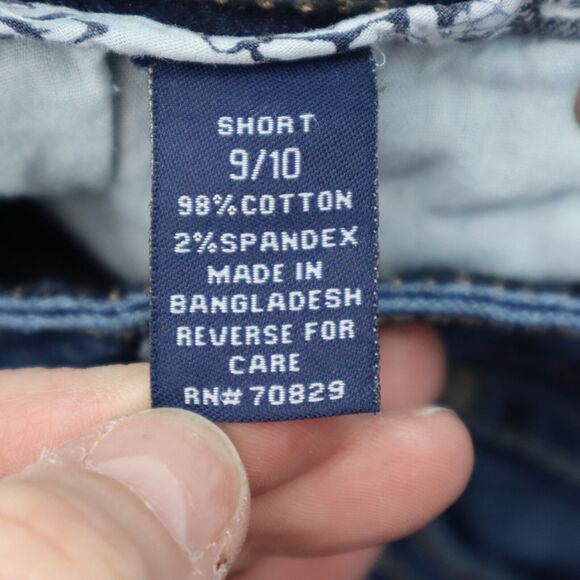 SHORT
9/10
98%COTTON
2%SPANDEX
MADE IN
BANGLADESH
REVERSE FOR
CARE
RN# 70829